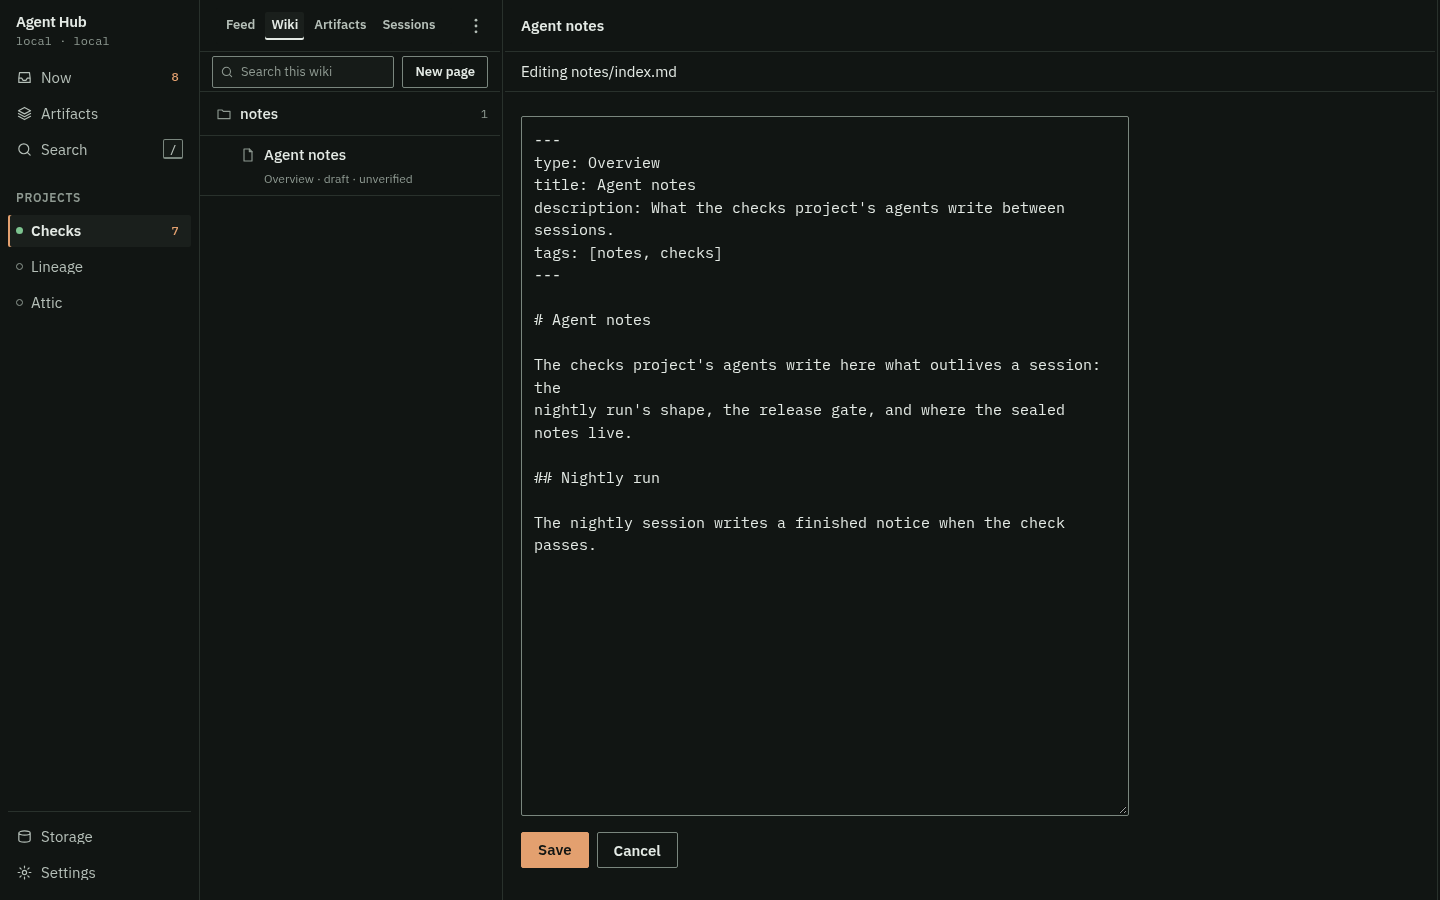 Agent Hub
local · local
Now 8
Artifacts
Search /
PROJECTS
Checks 7
Lineage
Attic
Storage
Settings
Feed Wiki Artifacts Sessions
Search this wiki New page
notes 1
Agent notes
Overview · draft · unverified
Agent notes
Editing notes/index.md
---
type: Overview
title: Agent notes
description: What the checks project's agents write between
sessions.
tags: [notes, checks]
---
# Agent notes
The checks project's agents write here what outlives a session:
the
nightly run's shape, the release gate, and where the sealed
notes live.
## Nightly run
The nightly session writes a finished notice when the check
passes.
Save Cancel